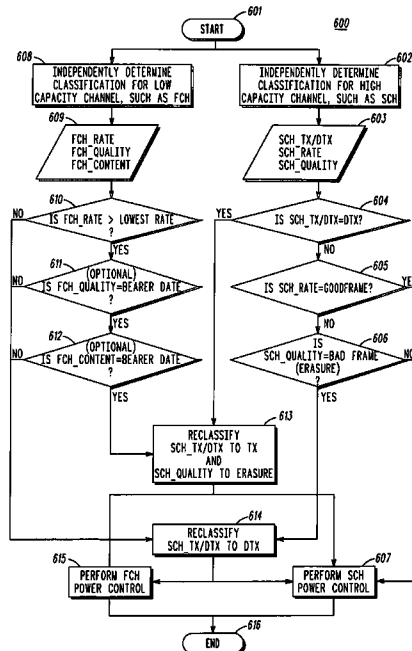 601
START
600
608
INDEPENDENTLY DETERMINE
CLASSIFICATION FOR LOW
CAPACITY CHANNEL, SUCH AS FCH
602
INDEPENDENTLY DETERMINE
CLASSIFICATION FOR HIGH
CAPACITY CHANNEL, SUCH AS SCH
609
FCH_RATE
FCH_QUALITY
FCH_CONTENT
603
SCH_TX/DTX
SCH_RATE
SCH_QUALITY
610
NO
IS FCH_RATE > LOWEST RATE
?
YES
604
YES
IS SCH_TX/DTX=DTX?
NO
611
(OPTIONAL)
NO
IS FCH_QUALITY=BEARER DATE
?
YES
605
IS SCH_RATE=GOODFRAME?
YES
NO
612
(OPTIONAL)
NO
IS FCH_CONTENT=BEARER DATE
?
YES
606
IS
SCH_QUALITY=BAD FRAME
(ERASURE)
?
NO
YES
613
RECLASSIFY
SCH_TX/DTX TO TX
AND
SCH_QUALITY TO ERASURE
614
RECLASSIFY
SCH_TX/DTX TO DTX
615
PERFORM FCH
POWER CONTROL
607
PERFORM SCH
POWER CONTROL
END
616